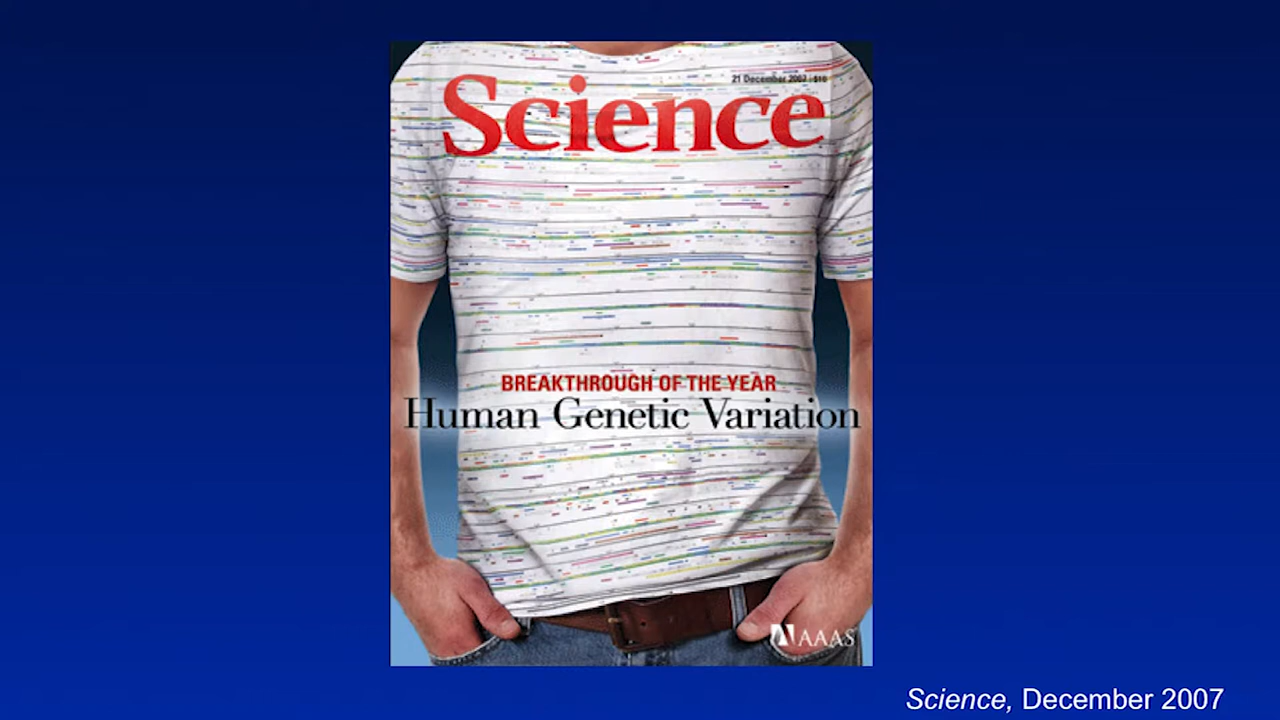 21 December 2007 | $10
Science
BREAKTHROUGH OF THE YEAR
Human Genetic Variation
AAAS
Science, December 2007